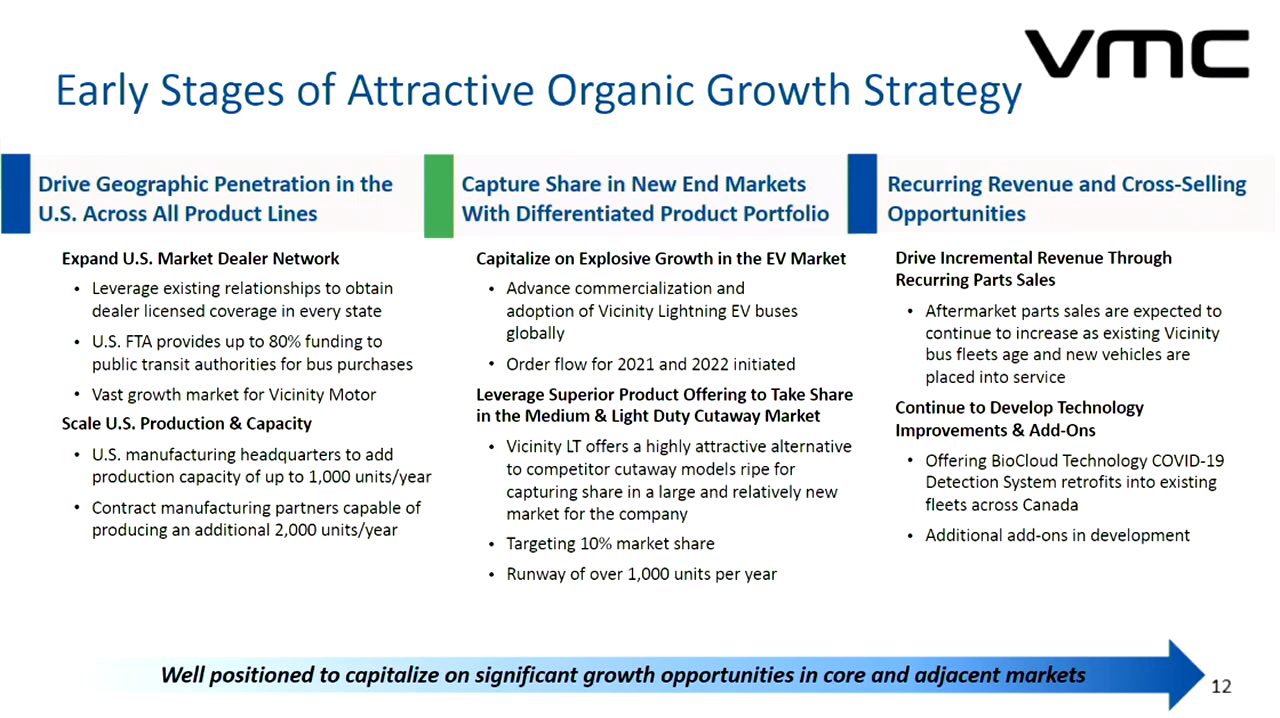 VMC
Early Stages of Attractive Organic Growth Strategy
Drive Geographic Penetration in the
U.S. Across All Product Lines
Expand U.S. Market Dealer Network
• Leverage existing relationships to obtain
dealer licensed coverage in every state
• U.S. FTA provides up to 80% funding to
public transit authorities for bus purchases
• Vast growth market for Vicinity Motor
Scale U.S. Production & Capacity
• U.S. manufacturing headquarters to add
production capacity of up to 1,000 units/year
• Contract manufacturing partners capable of
producing an additional 2,000 units/year
Capture Share in New End Markets
With Differentiated Product Portfolio
Capitalize on Explosive Growth in the EV Market
• Advance commercialization and
adoption of Vicinity Lightning EV buses
globally
• Order flow for 2021 and 2022 initiated
Leverage Superior Product Offering to Take Share
in the Medium & Light Duty Cutaway Market
• Vicinity LT offers a highly attractive alternative
to competitor cutaway models ripe for
capturing share in a large and relatively new
market for the company
• Targeting 10% market share
• Runway of over 1,000 units per year
Recurring Revenue and Cross-Selling
Opportunities
Drive Incremental Revenue Through
Recurring Parts Sales
• Aftermarket parts sales are expected to
continue to increase as existing Vicinity
bus fleets age and new vehicles are
placed into service
Continue to Develop Technology
Improvements & Add-Ons
• Offering BioCloud Technology COVID-19
Detection System retrofits into existing
fleets across Canada
• Additional add-ons in development
Well positioned to capitalize on significant growth opportunities in core and adjacent markets
12